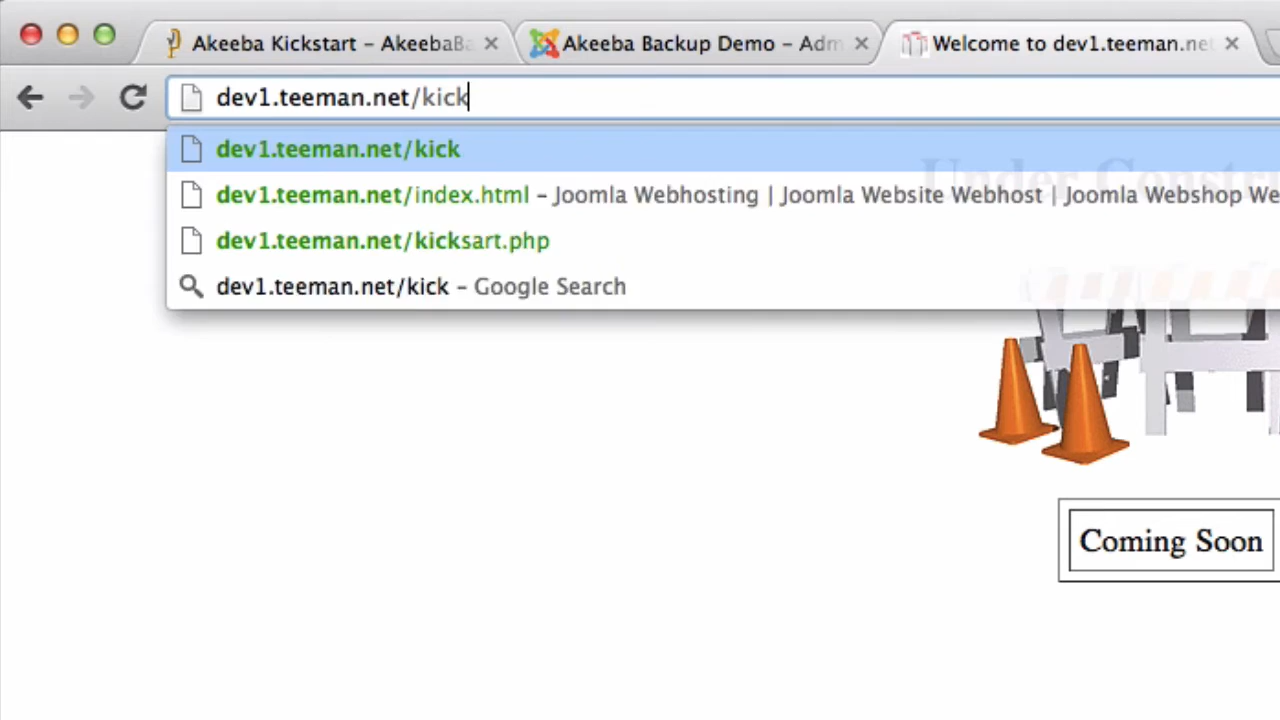 Akeeba Kickstart – AkeebaBa
Akeeba Backup Demo – Adm
Welcome to dev1.teeman.net
dev1.teeman.net/kick
dev1.teeman.net/kick
dev1.teeman.net/index.html – Joomla Webhosting | Joomla Website Webhost | Joomla Webshop We
dev1.teeman.net/kicksart.php
dev1.teeman.net/kick – Google Search
Under Constru
Coming Soon